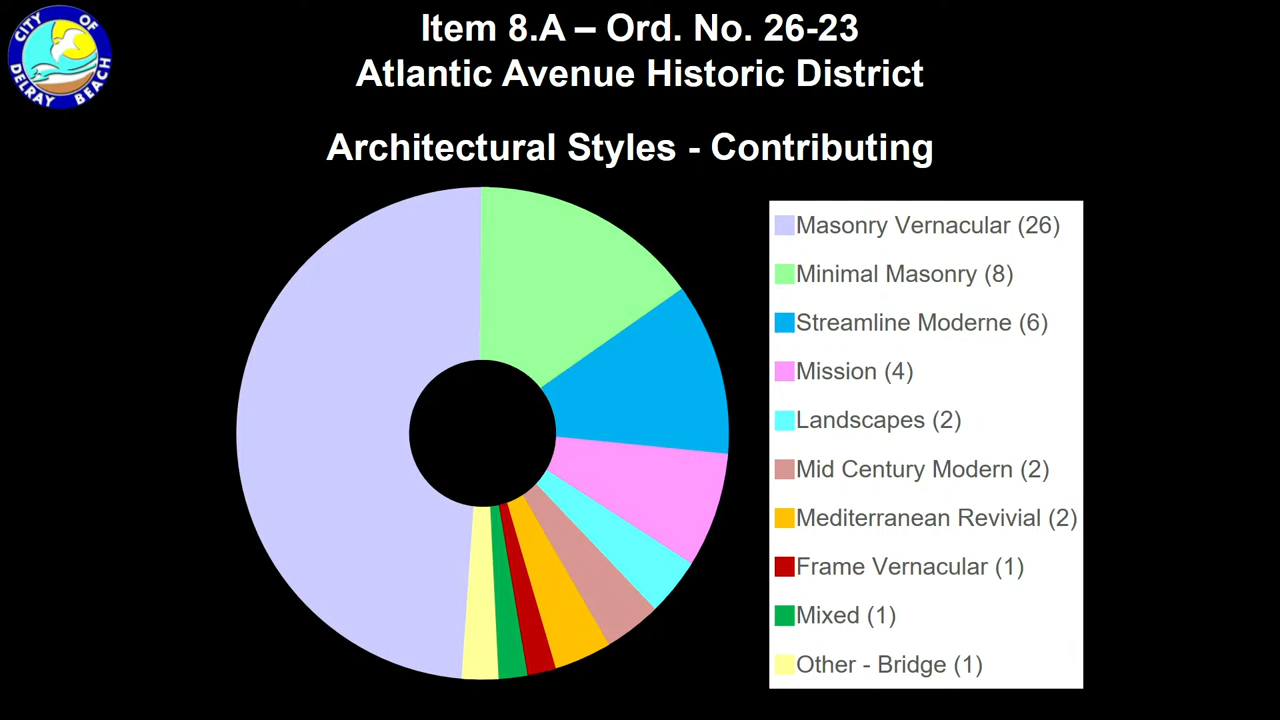 CITY OF
DELRAY BEACH
Item 8.A – Ord. No. 26-23
Atlantic Avenue Historic District
Architectural Styles - Contributing
Masonry Vernacular (26)
Minimal Masonry (8)
Streamline Moderne (6)
Mission (4)
Landscapes (2)
Mid Century Modern (2)
Mediterranean Revivial (2)
Frame Vernacular (1)
Mixed (1)
Other - Bridge (1)